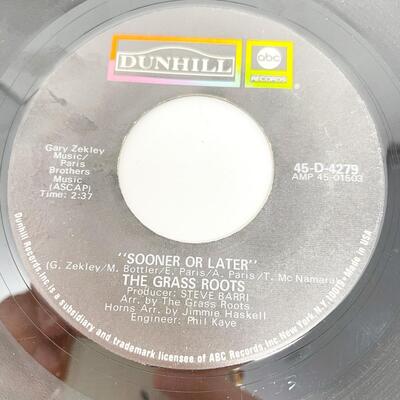 DUNHILL
abc
RECORDS
Gary Zekley
Music/
Paris
Brothers
Music
(ASCAP)
Time: 2:37
45-D-4279
AMP 45-01503
"SOONER OR LATER"
(G. Zekley/M. Bottler/E. Paris/A. Paris/T. Mc Namara)
THE GRASS ROOTS
Producer: STEVE BARRI
Arr. by The Grass Roots
Horns Arr. by Jimmie Haskell
Engineer: Phil Kaye
Dunhill Records, Inc., a subsidiary and trademark licensee of ABC Records, Inc. New York, N.Y. 10019 • Made in USA